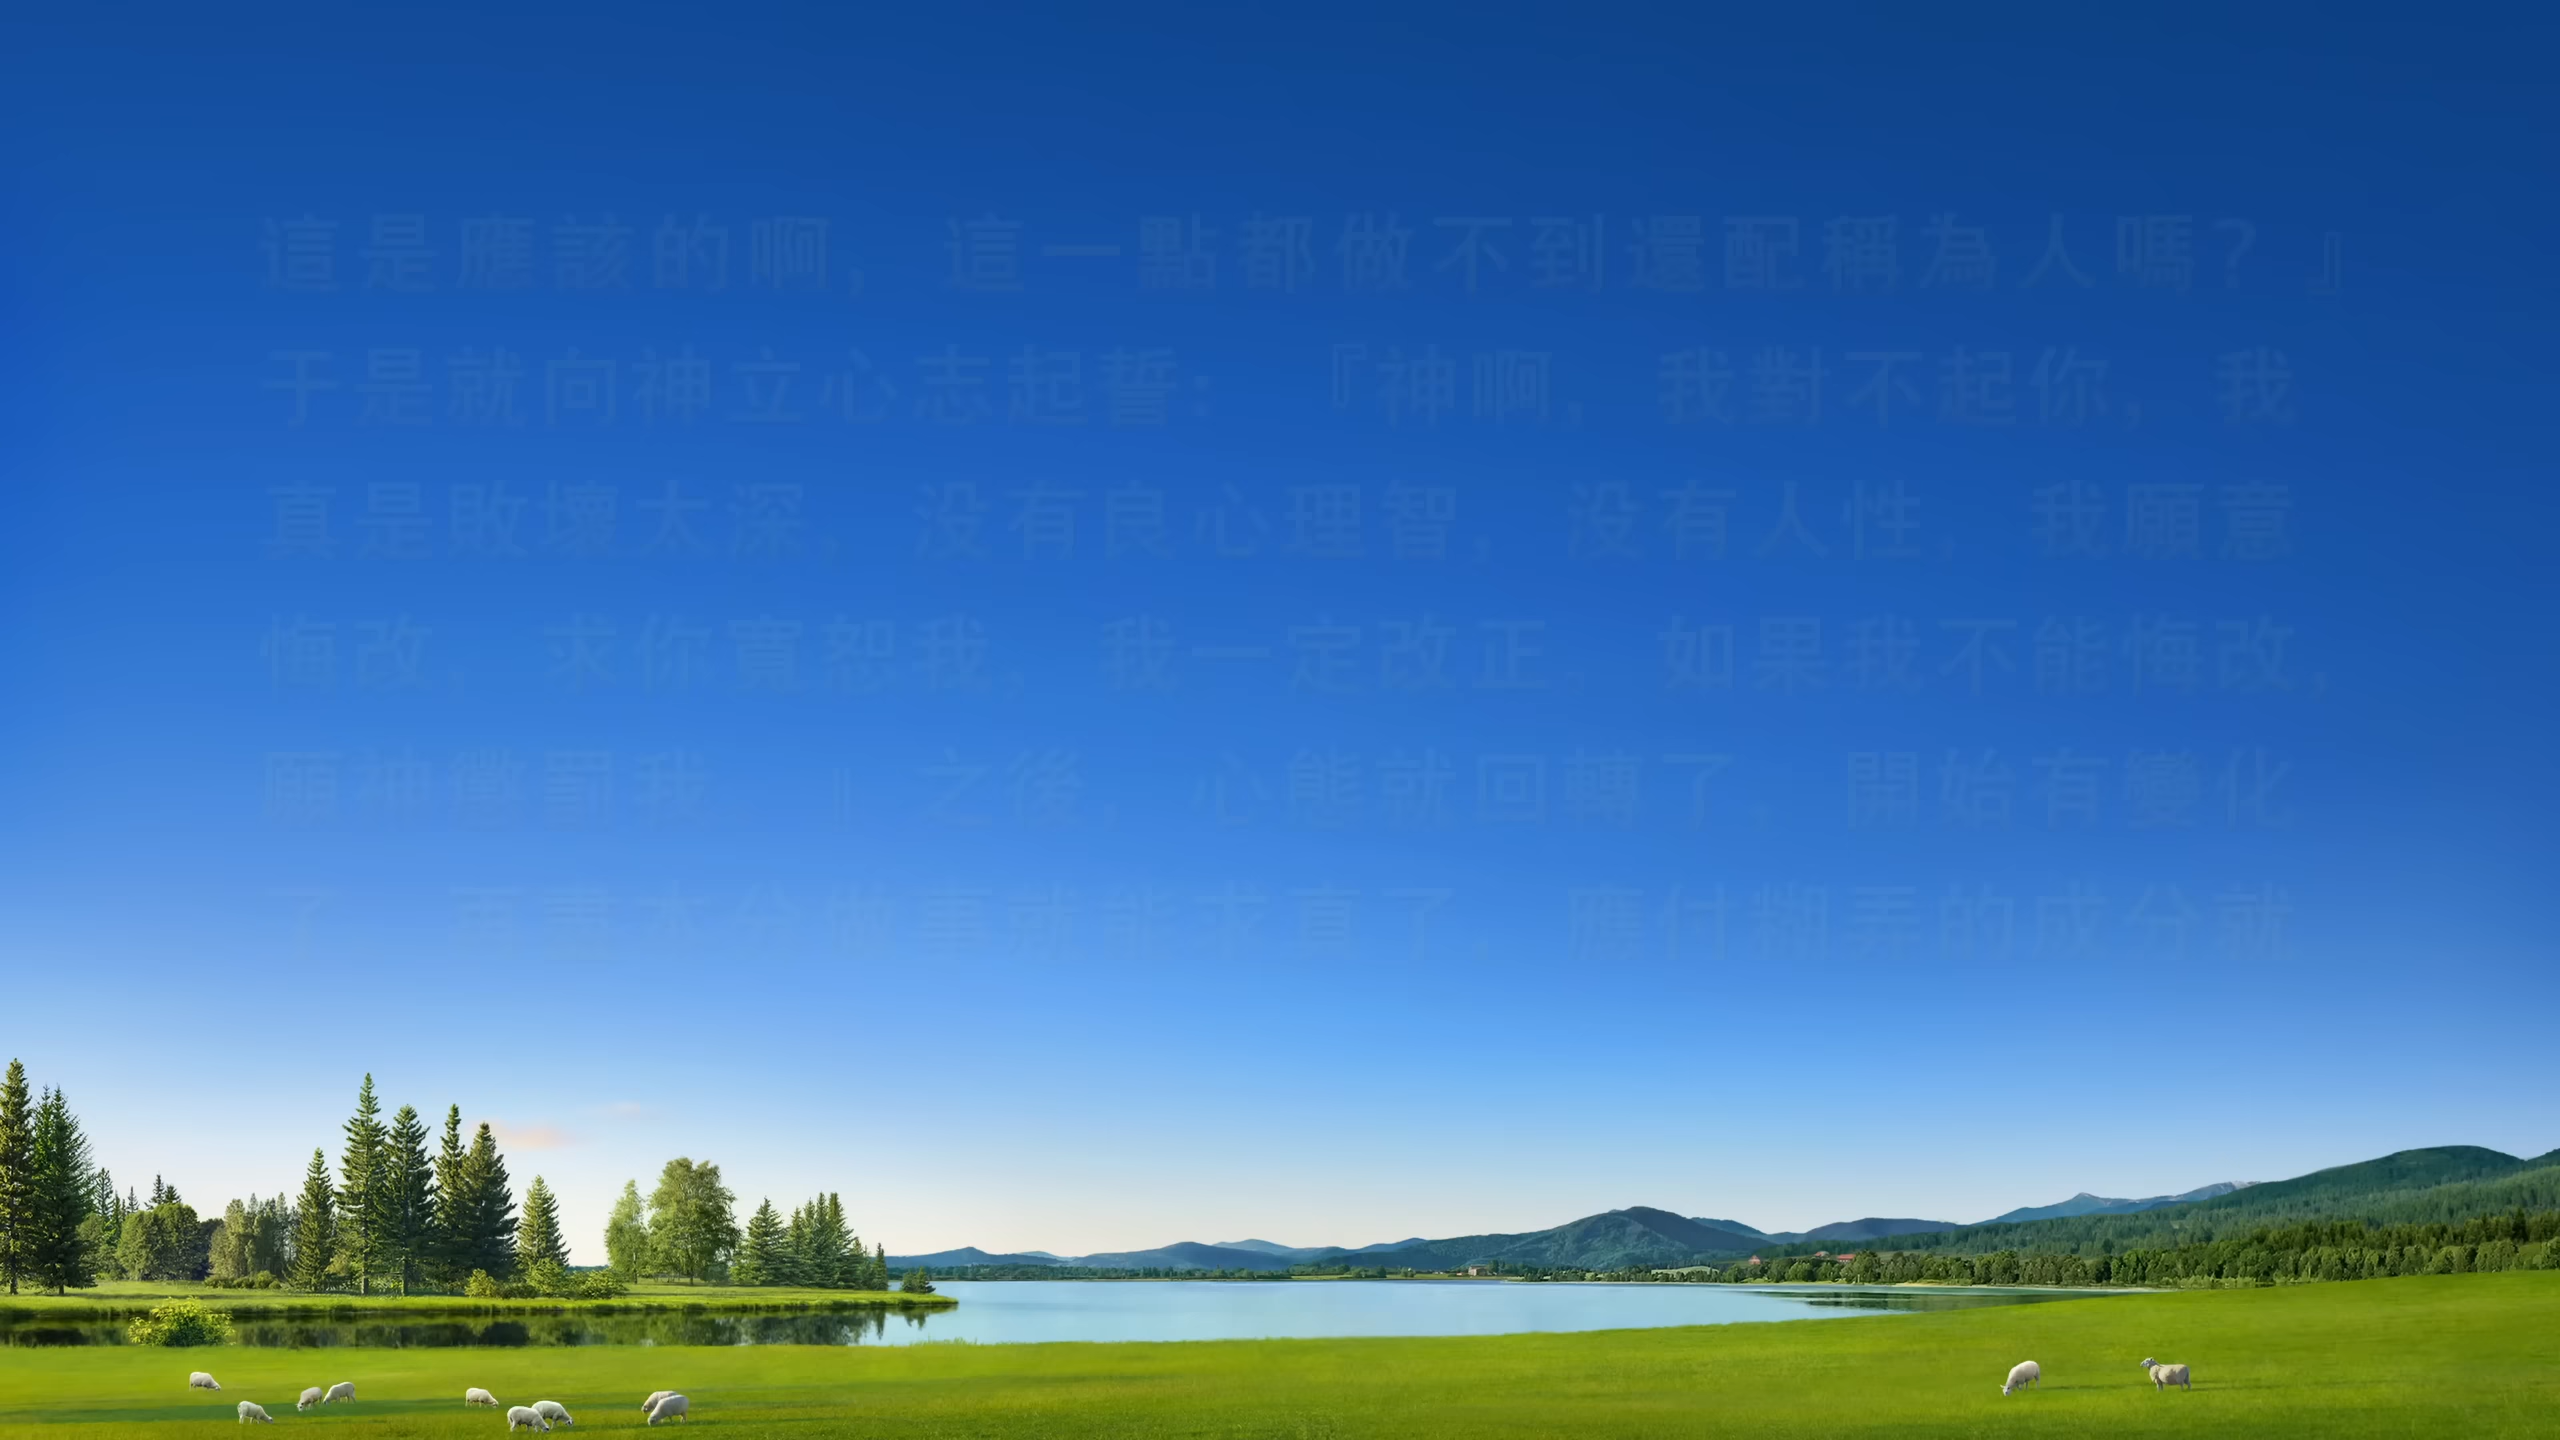 這是應該的啊，這一點都做不到還配稱為人嗎？』
于是就向神立心志起誓：『神啊，我對不起你，我
真是敗壞太深，没有良心理智，没有人性，我願意
悔改，求你寬恕我，我一定改正，如果我不能悔改，
願神懲罰我。』之後，心態就回轉了，開始有變化
了，再盡本分做事就能求真了，應付糊弄的成分就